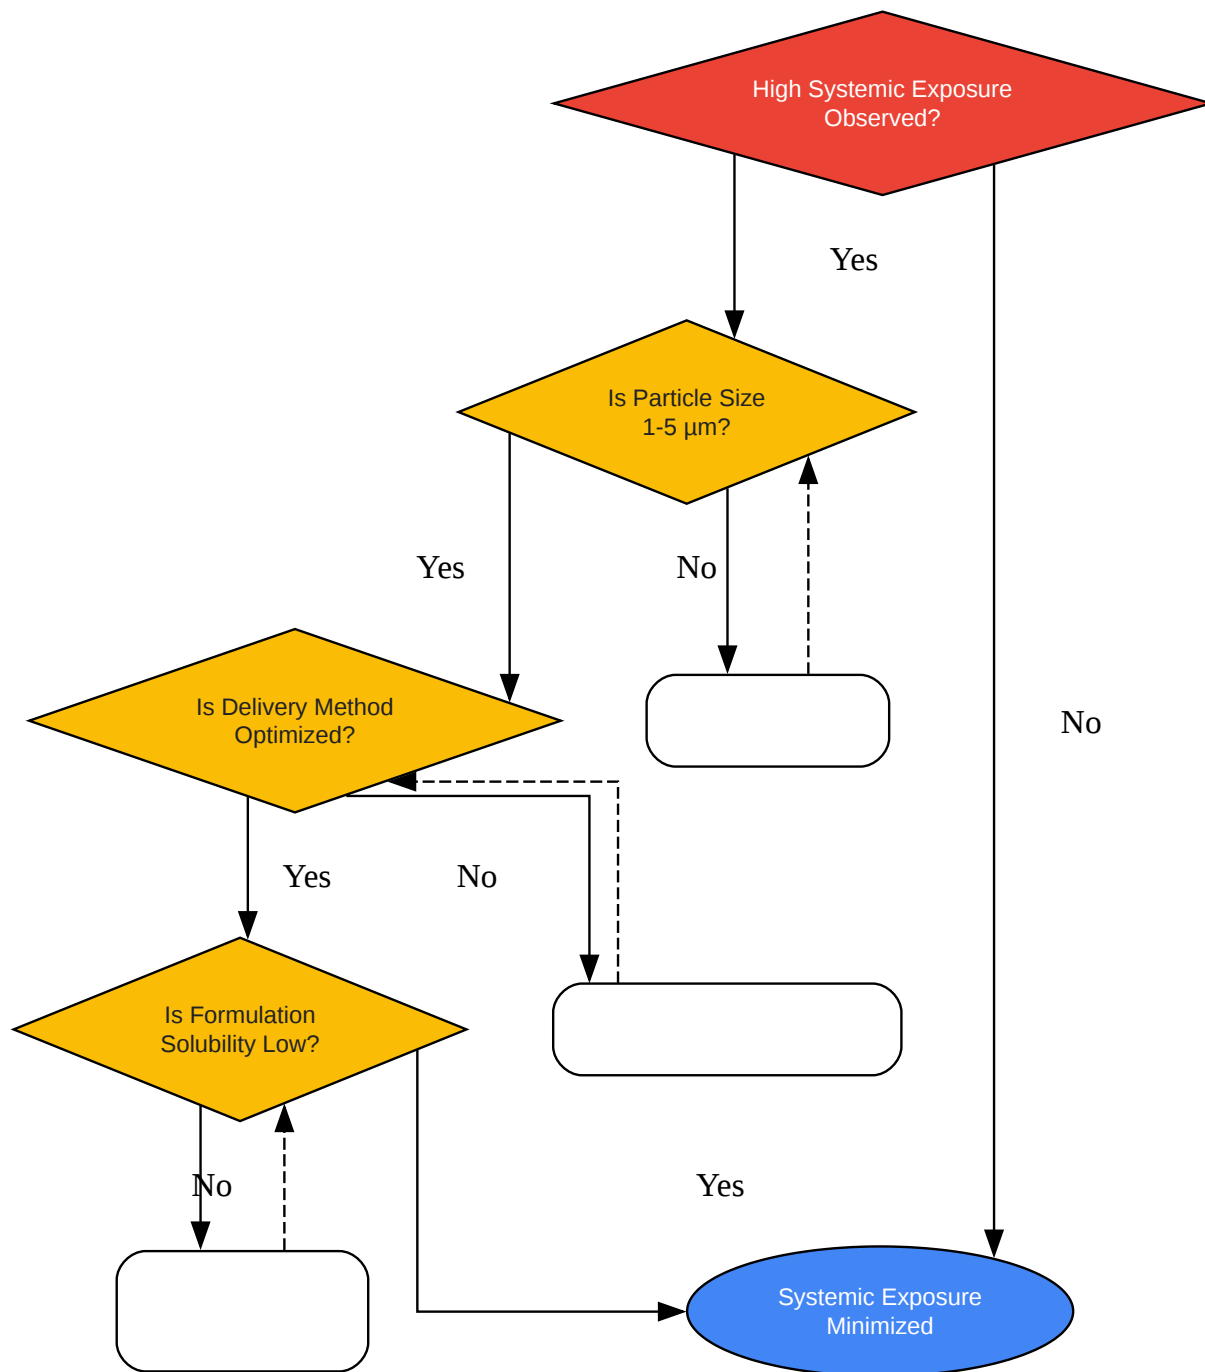 High Systemic Exposure
Observed?
Yes
Is Particle Size
1-5 µm?
Yes
No
Is Delivery Method
Optimized?
No
Yes
No
Is Formulation
Solubility Low?
No
Yes
Systemic Exposure
Minimized